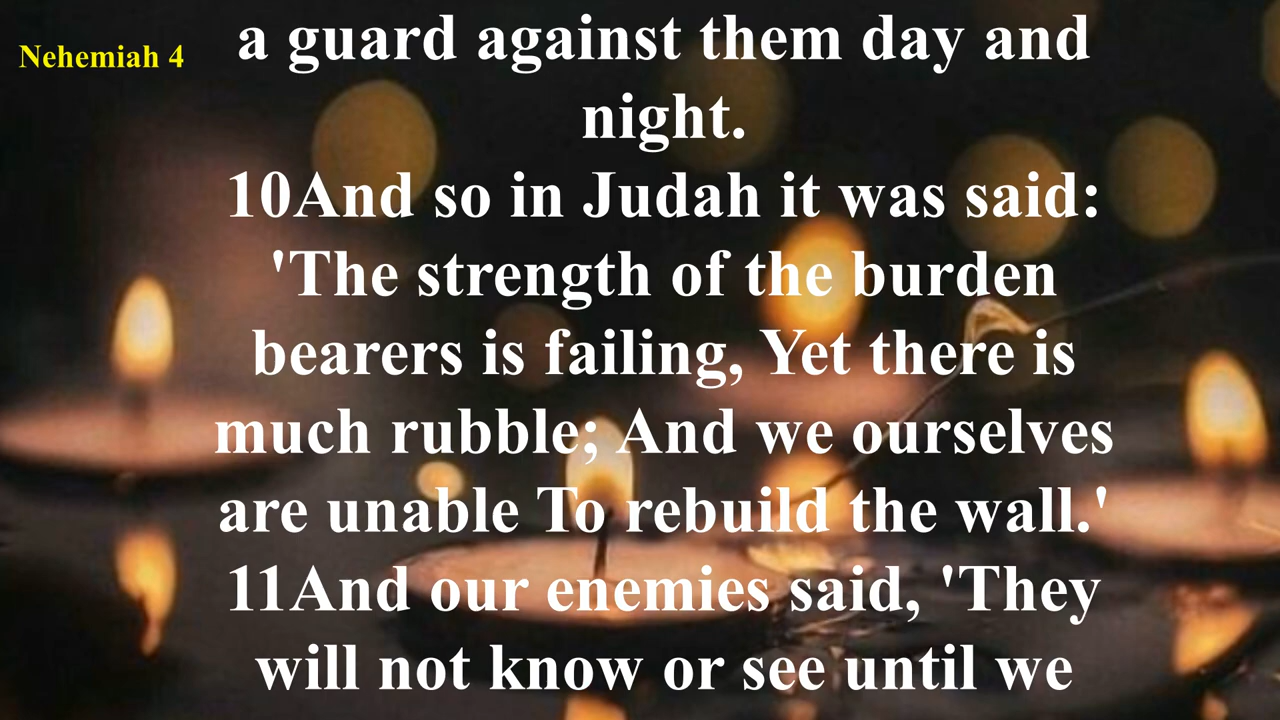 Nehemiah 4
a guard against them day and
night.
10And so in Judah it was said:
'The strength of the burden
bearers is failing, Yet there is
much rubble; And we ourselves
are unable To rebuild the wall.'
11And our enemies said, 'They
will not know or see until we